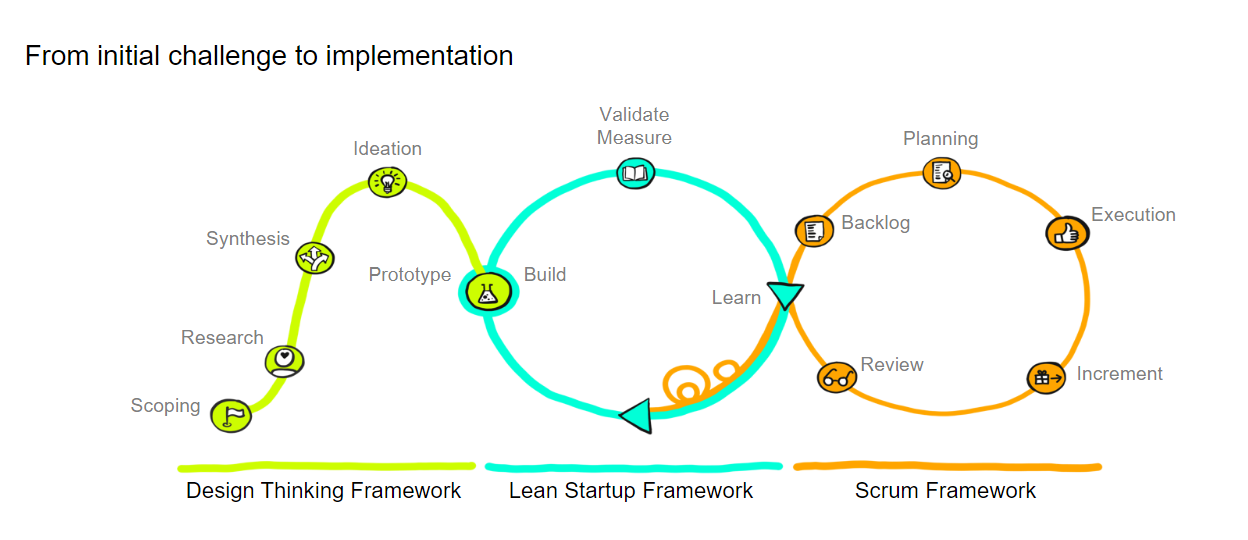 From initial challenge to implementation
Validate
Measure
Ideation
Planning
Synthesis
Backlog
Execution
Prototype
Build
Learn
Research
Review
Increment
Scoping
Design Thinking Framework
Lean Startup Framework
Scrum Framework